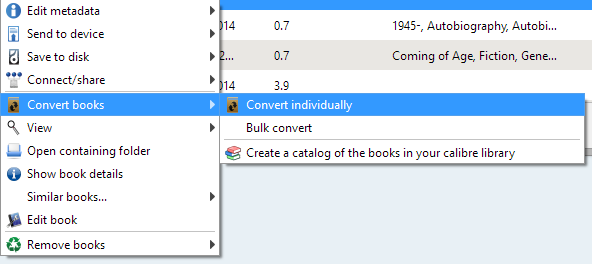 Edit metadata
Send to device
014 0.7 1945-, Autobiography, Autobi...
Save to disk
2... 0.7 Coming of Age, Fiction, Gene...
Connect/share
014 3.9
Convert books
Convert individually
View
Bulk convert
Open containing folder
Create a catalog of the books in your calibre library
Show book details
Similar books...
Edit book
Remove books